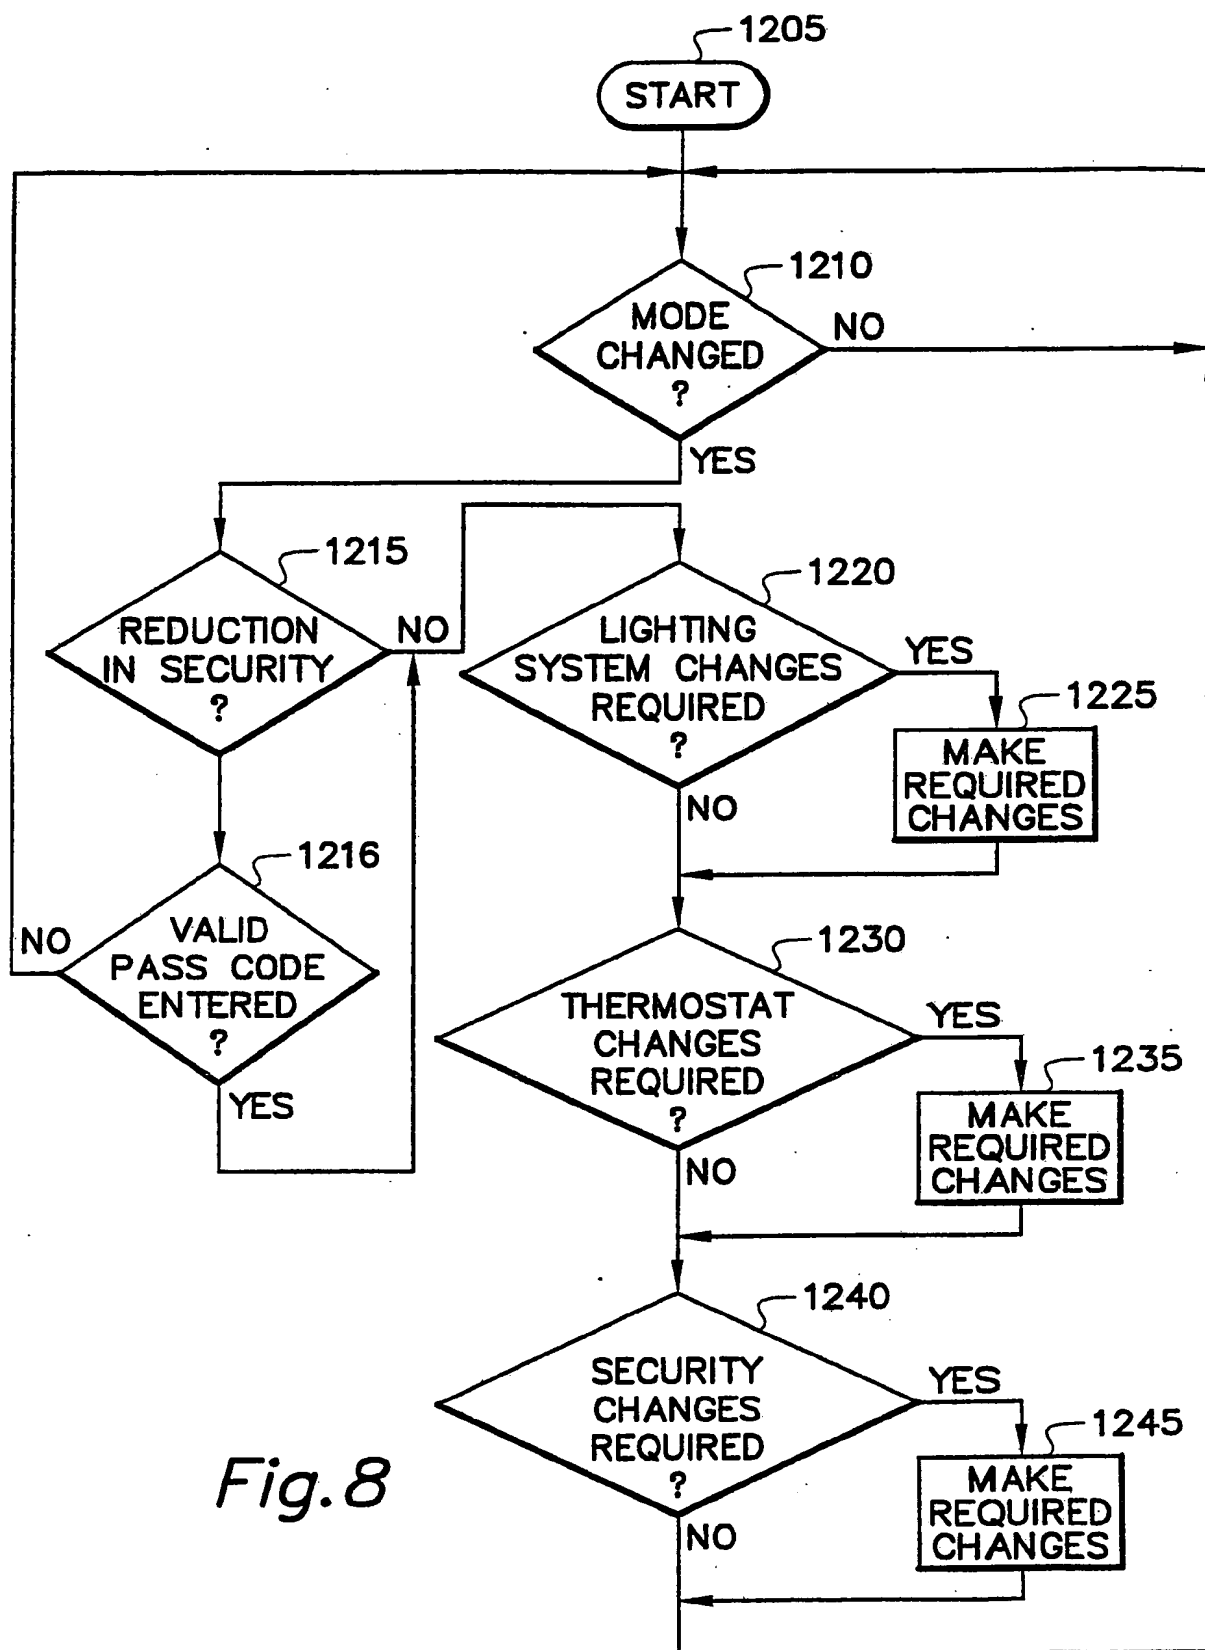 1205
START
1210
MODE
CHANGED
?
NO
YES
1215
REDUCTION
IN SECURITY
?
NO
1216
VALID
PASS CODE
ENTERED
?
NO
YES
1220
LIGHTING
SYSTEM CHANGES
REQUIRED
?
YES
NO
1225
MAKE
REQUIRED
CHANGES
1230
THERMOSTAT
CHANGES
REQUIRED
?
YES
NO
1235
MAKE
REQUIRED
CHANGES
1240
SECURITY
CHANGES
REQUIRED
?
YES
NO
1245
MAKE
REQUIRED
CHANGES
Fig.8